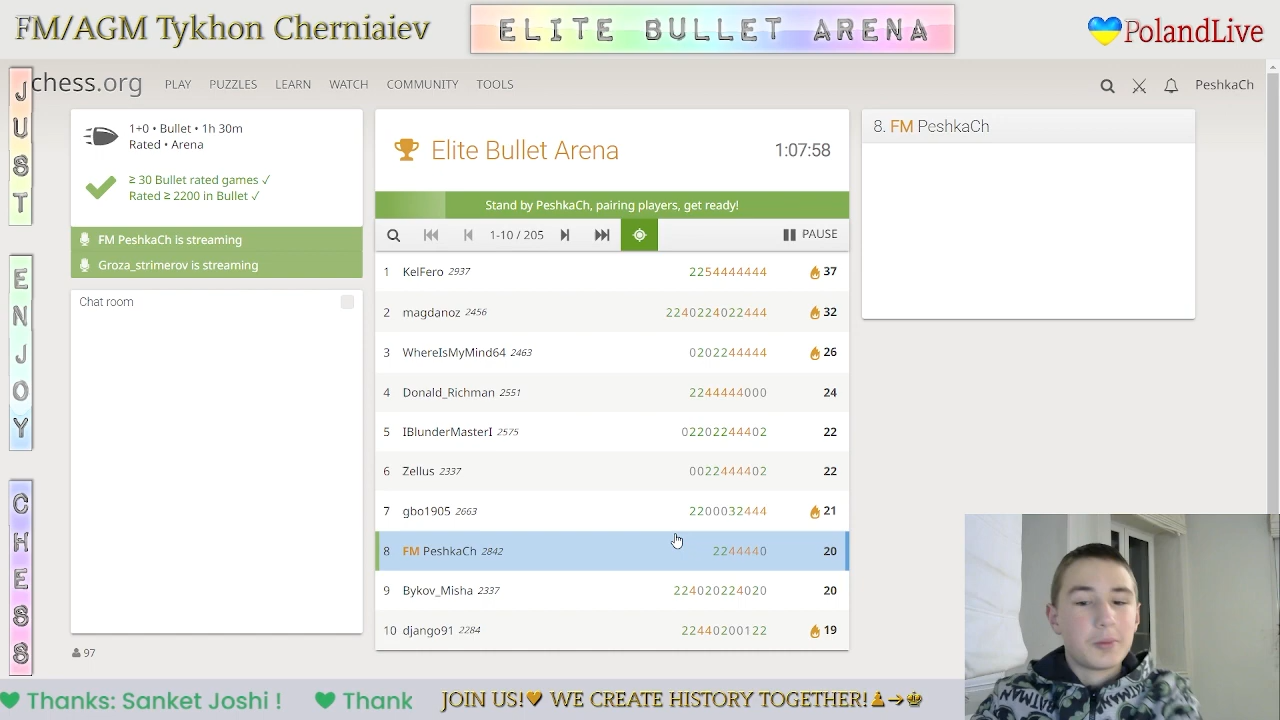 FM/AGM Tykhon Cherniaiev
ELITE BULLET ARENA
PolandLive
JUST
ENJOY
CHESS
chess.org PLAY PUZZLES LEARN WATCH COMMUNITY TOOLS PeshkaCh
1+0 • Bullet • 1h 30m
Rated • Arena
≥ 30 Bullet rated games ✓
Rated ≥ 2200 in Bullet ✓
FM PeshkaCh is streaming
Groza_strimerov is streaming
Chat room
97
Elite Bullet Arena 1:07:58
Stand by PeshkaCh, pairing players, get ready!
1-10 / 205 PAUSE
1 KelFero 2937 2254444444 37
2 magdanoz 2456 2240224022444 32
3 WhereIsMyMind64 2463 0202244444 26
4 Donald_Richman 2551 2244444000 24
5 IBlunderMasterI 2575 02202244402 22
6 Zellus 2337 0022444402 22
7 gbo1905 2663 2200032444 21
8 FM PeshkaCh 2842 2244440 20
9 Bykov_Misha 2337 224020224020 20
10 django91 2284 22440200122 19
8. FM PeshkaCh
BATMAN
Thanks: Sanket Joshi ! Thank
JOIN US! WE CREATE HISTORY TOGETHER!